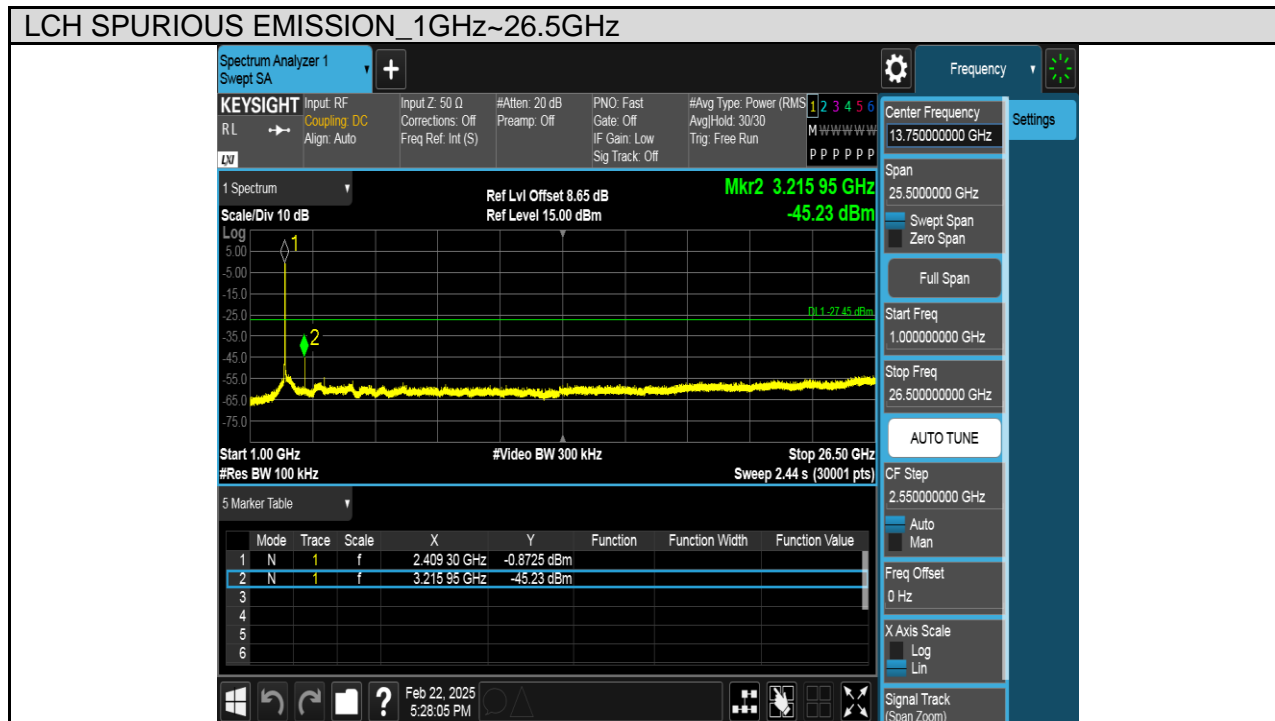 LCH SPURIOUS EMISSION_1GHz~26.5GHz
Spectrum Analyzer 1
Swept SA
+
Frequency
KEYSIGHT
R L
LXI
Input: RF
Coupling: DC
Align: Auto
Input Z: 50 Ω
Corrections: Off
Freq Ref: Int (S)
#Atten: 20 dB
Preamp: Off
PNO: Fast
Gate: Off
IF Gain: Low
Sig Track: Off
#Avg Type: Power (RMS
Avg|Hold: 30/30
Trig: Free Run
1 2 3 4 5 6
M W W W W W
P P P P P P
Center Frequency
13.750000000 GHz
Settings
Span
25.5000000 GHz
Swept Span
Zero Span
Full Span
Start Freq
1.000000000 GHz
Stop Freq
26.500000000 GHz
AUTO TUNE
CF Step
2.550000000 GHz
Auto
Man
Freq Offset
0 Hz
X Axis Scale
Log
Lin
Signal Track
(Span Zoom)
1 Spectrum
Ref Lvl Offset 8.65 dB
Mkr2 3.215 95 GHz
Scale/Div 10 dB
Ref Level 15.00 dBm
-45.23 dBm
Log
5.00
-5.00
-15.0
-25.0
-35.0
-45.0
-55.0
-65.0
-75.0
1
2
DL1 -27.45 dBm
Start 1.00 GHz
#Video BW 300 kHz
Stop 26.50 GHz
#Res BW 100 kHz
Sweep 2.44 s (30001 pts)
5 Marker Table
Mode Trace Scale X Y Function Function Width Function Value
1 N 1 f 2.409 30 GHz -0.8725 dBm
2 N 1 f 3.215 95 GHz -45.23 dBm
3
4
5
6
?
Feb 22, 2025
5:28:05 PM